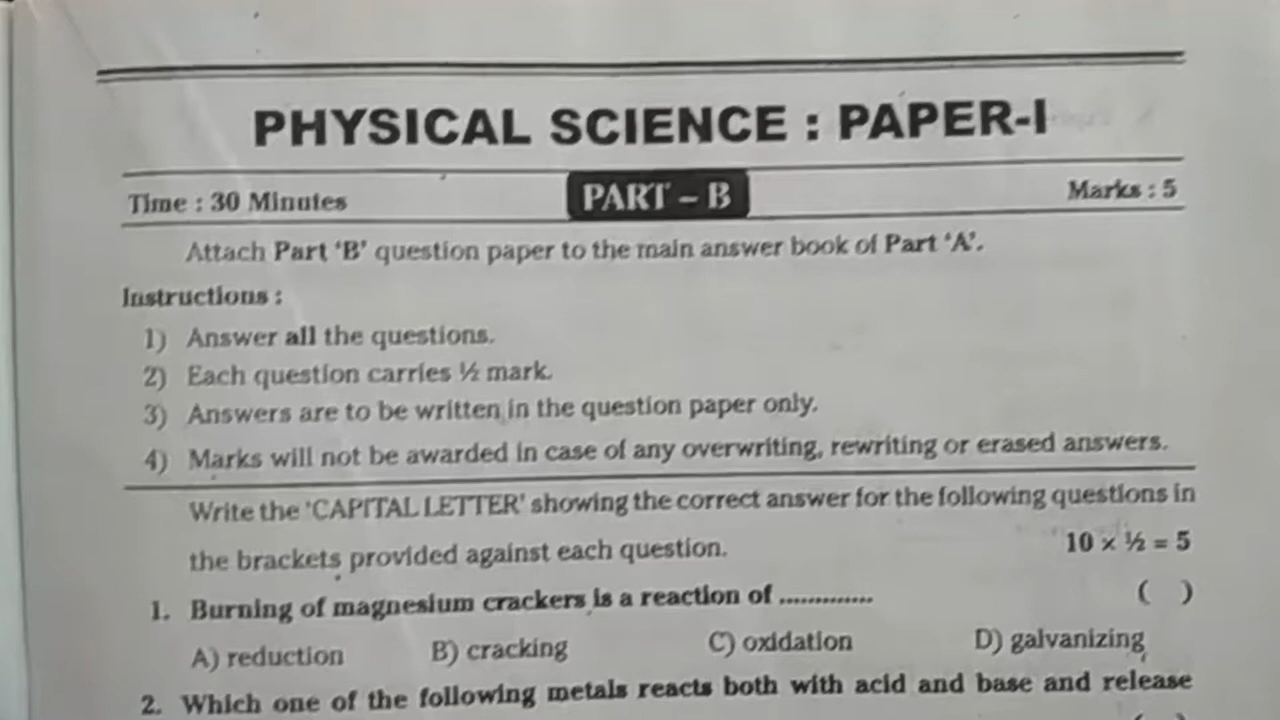 PHYSICAL SCIENCE : PAPER-I
Time : 30 Minutes PART – B Marks : 5
Attach Part 'B' question paper to the main answer book of Part 'A'.
Instructions :
1) Answer all the questions.
2) Each question carries ½ mark.
3) Answers are to be written in the question paper only.
4) Marks will not be awarded in case of any overwriting, rewriting or erased answers.
Write the 'CAPITAL LETTER' showing the correct answer for the following questions in
the brackets provided against each question. 10 × ½ = 5
1. Burning of magnesium crackers is a reaction of ............. ( )
A) reduction B) cracking C) oxidation D) galvanizing
2. Which one of the following metals reacts both with acid and base and release